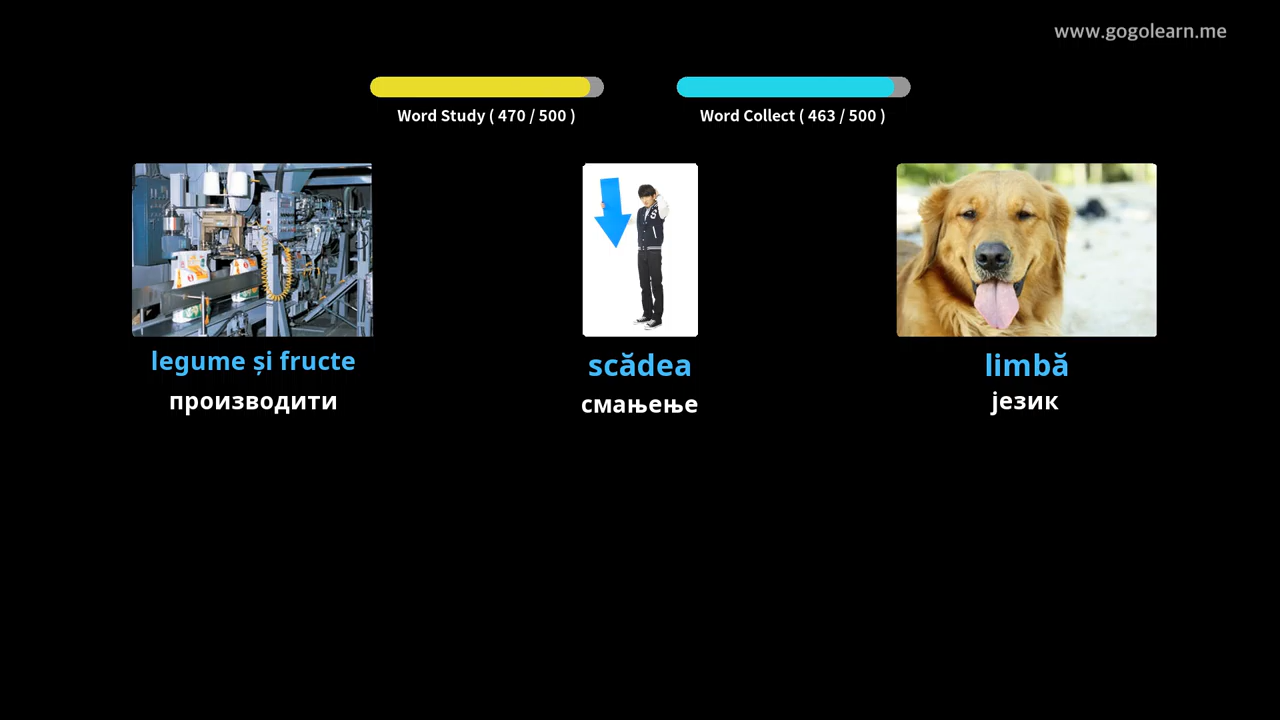 www.gogolearn.me
Word Study ( 470 / 500 )
Word Collect ( 463 / 500 )
legume și fructe
производити
scădea
смањење
limbă
језик